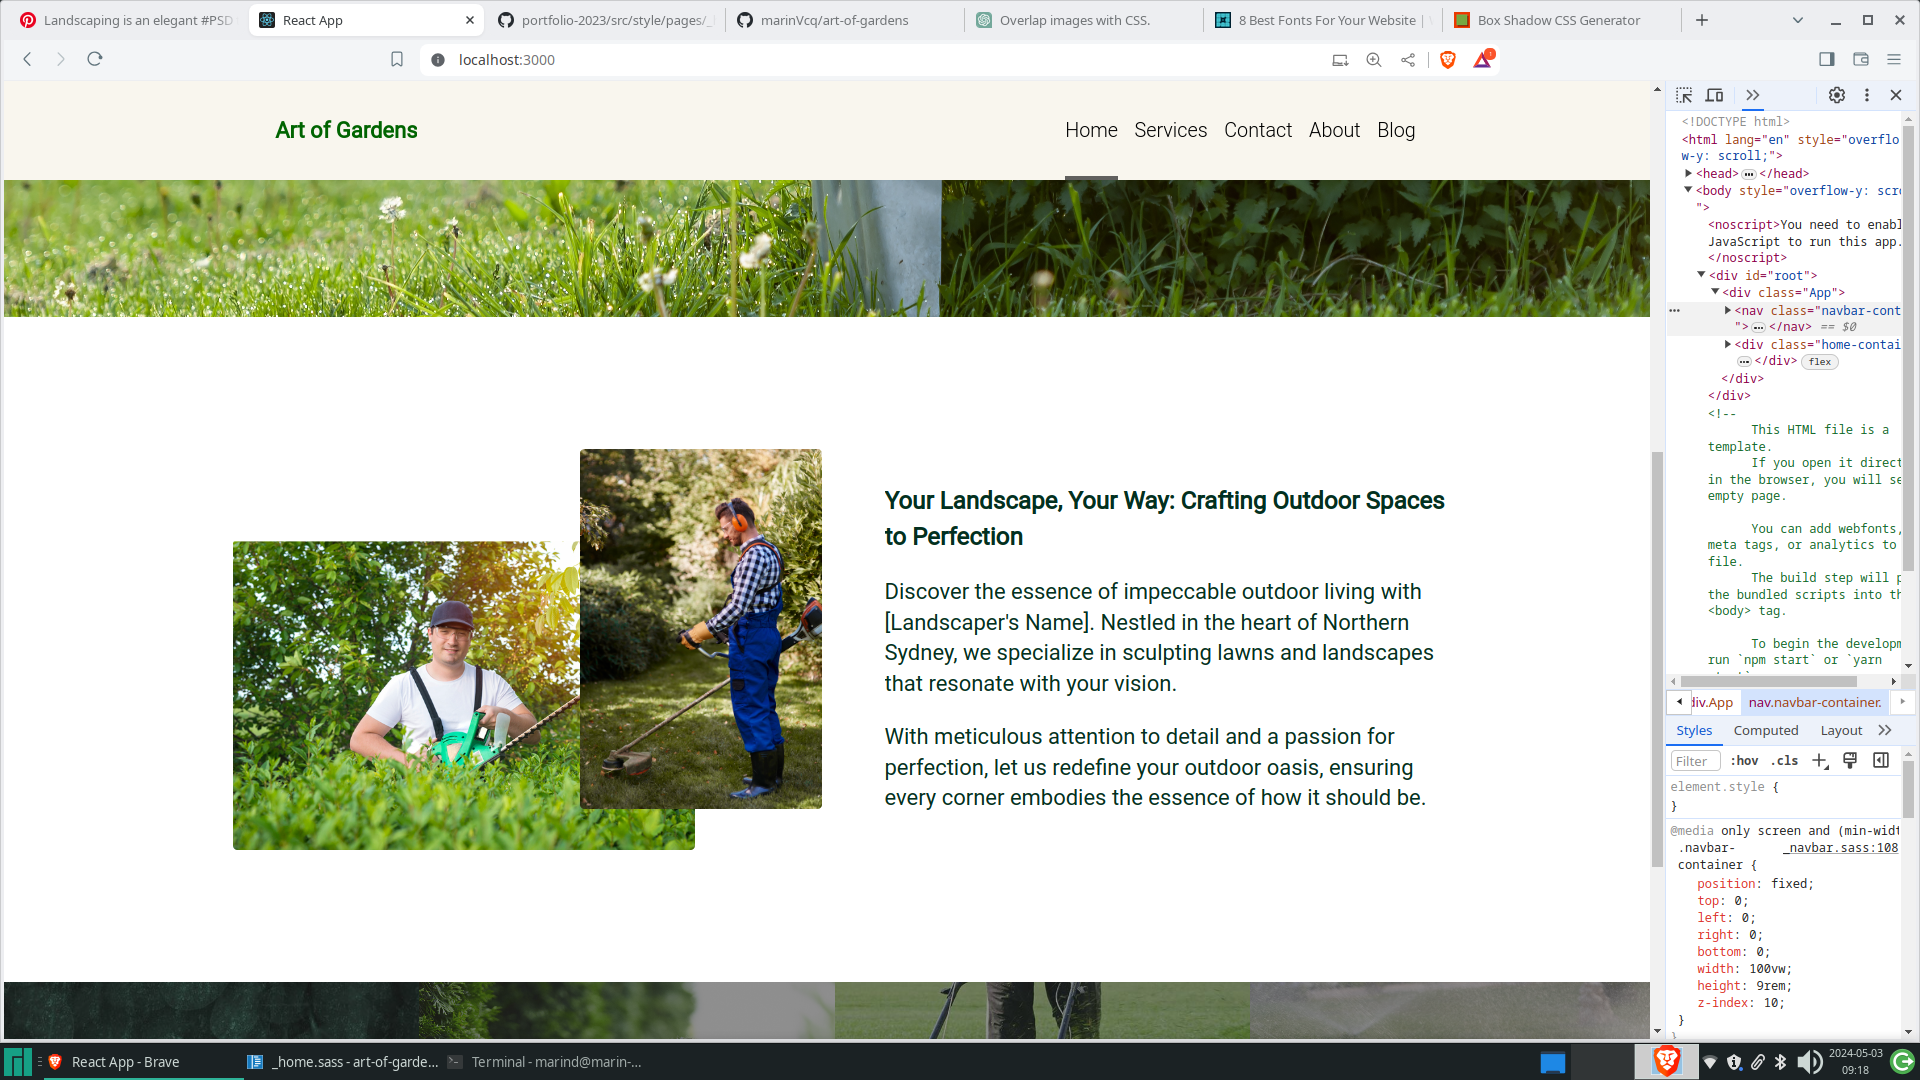 Landscaping is an elegant #PSD
React App
portfolio-2023/src/style/pages/_
marinVcq/art-of-gardens
Overlap images with CSS.
8 Best Fonts For Your Website |
Box Shadow CSS Generator
localhost:3000
1
Art of Gardens
Home
Services
Contact
About
Blog
Your Landscape, Your Way: Crafting Outdoor Spaces
to Perfection
Discover the essence of impeccable outdoor living with
[Landscaper's Name]. Nestled in the heart of Northern
Sydney, we specialize in sculpting lawns and landscapes
that resonate with your vision.
With meticulous attention to detail and a passion for
perfection, let us redefine your outdoor oasis, ensuring
every corner embodies the essence of how it should be.
<!DOCTYPE html>
<html lang="en" style="overflo
w-y: scroll;">
<head> ••• </head>
<body style="overflow-y: scro
">
<noscript>You need to enabl
JavaScript to run this app.
</noscript>
<div id="root">
<div class="App">
<nav class="navbar-cont
"> ••• </nav> == $0
<div class="home-contai
••• </div> flex
</div>
</div>
<!--
This HTML file is a
template.
If you open it direct
in the browser, you will se
empty page.
You can add webfonts,
meta tags, or analytics to
file.
The build step will p
the bundled scripts into th
<body> tag.
To begin the developm
run `npm start` or `yarn
div.App
nav.navbar-container.
Styles
Computed
Layout
Filter
:hov
.cls
element.style {
}
@media only screen and (min-widt
.navbar-
_navbar.sass:108
container {
position: fixed;
top: 0;
left: 0;
right: 0;
bottom: 0;
width: 100vw;
height: 9rem;
z-index: 10;
}
React App - Brave
_home.sass - art-of-garde...
Terminal - marind@marin-...
2024-05-03
09:18